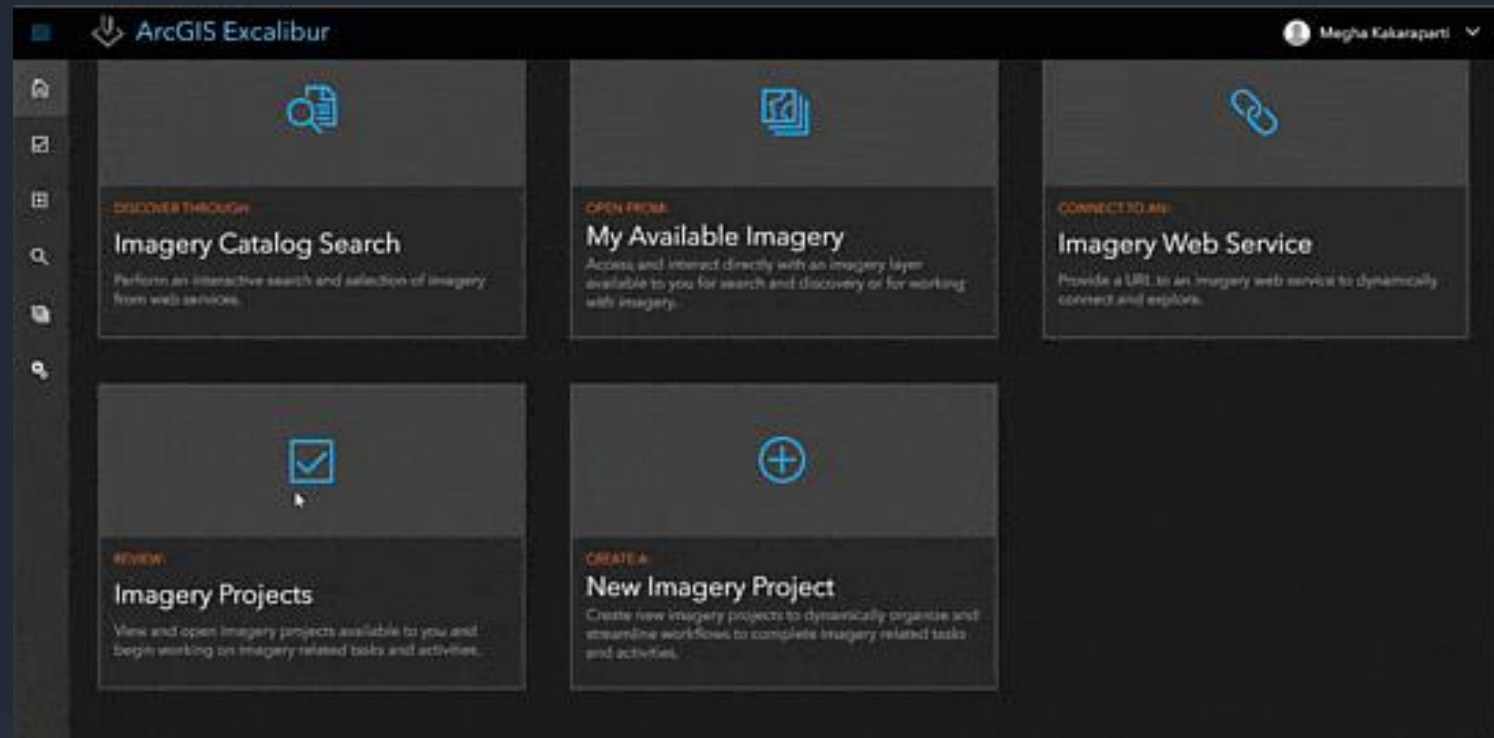 ArcGIS Excalibur
Megha Kakaraparti
DISCOVER THROUGH:
Imagery Catalog Search
Perform an interactive search and selection of imagery
from web services.
OPEN FROM:
My Available Imagery
Access and interact directly with an imagery layer
available to you for search and discovery or for working
with imagery.
CONNECT TO AN:
Imagery Web Service
Provide a URL to an imagery web service to dynamically
connect and explore.
REVIEW:
Imagery Projects
View and open imagery projects available to you and
begin working on imagery related tasks and activities.
CREATE A:
New Imagery Project
Create new imagery projects to dynamically organize and
streamline workflows to complete imagery related tasks
and activities.